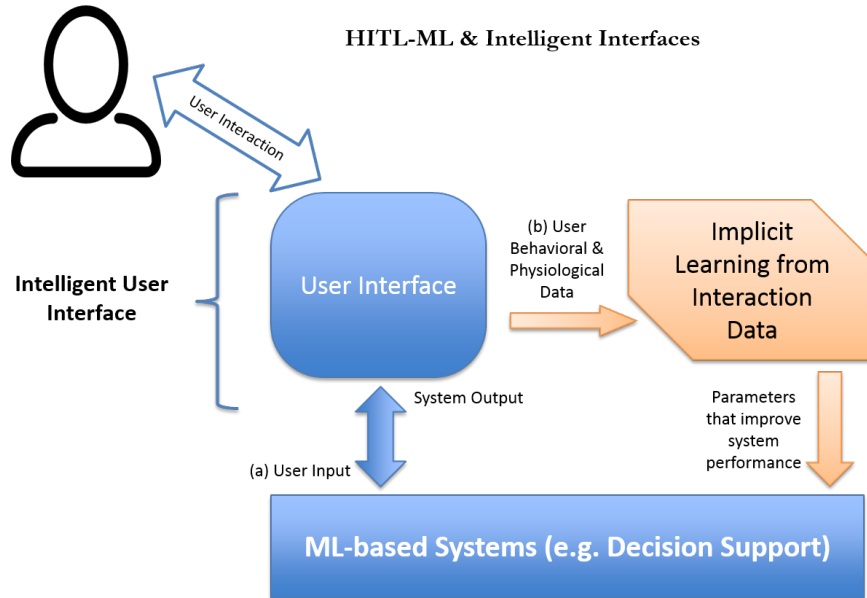 HITL-ML & Intelligent Interfaces
User Interaction
Intelligent User
Interface
User Interface
(b) User
Behavioral &
Physiological
Data
Implicit
Learning from
Interaction
Data
System Output
(a) User Input
Parameters
that improve
system
performance
ML-based Systems (e.g. Decision Support)